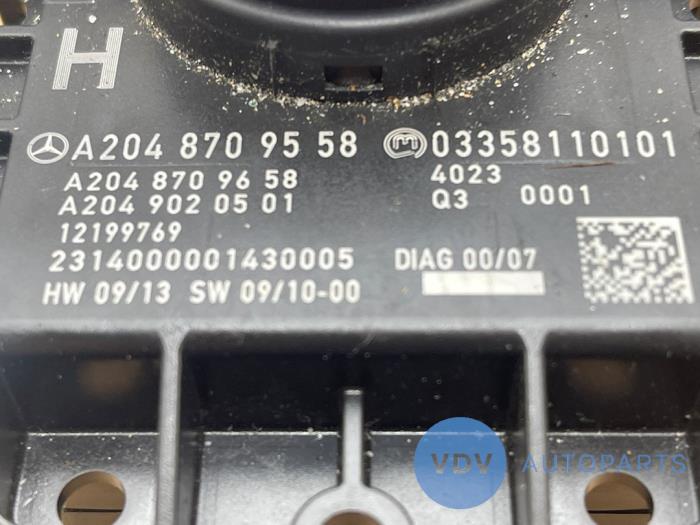 H
A204 870 95 58 03358110101
A204 870 96 58 4023
A204 902 05 01 Q3 0001
12199769
2314000001430005 DIAG 00/07
HW 09/13 SW 09/10-00
VDV AUTOPARTS